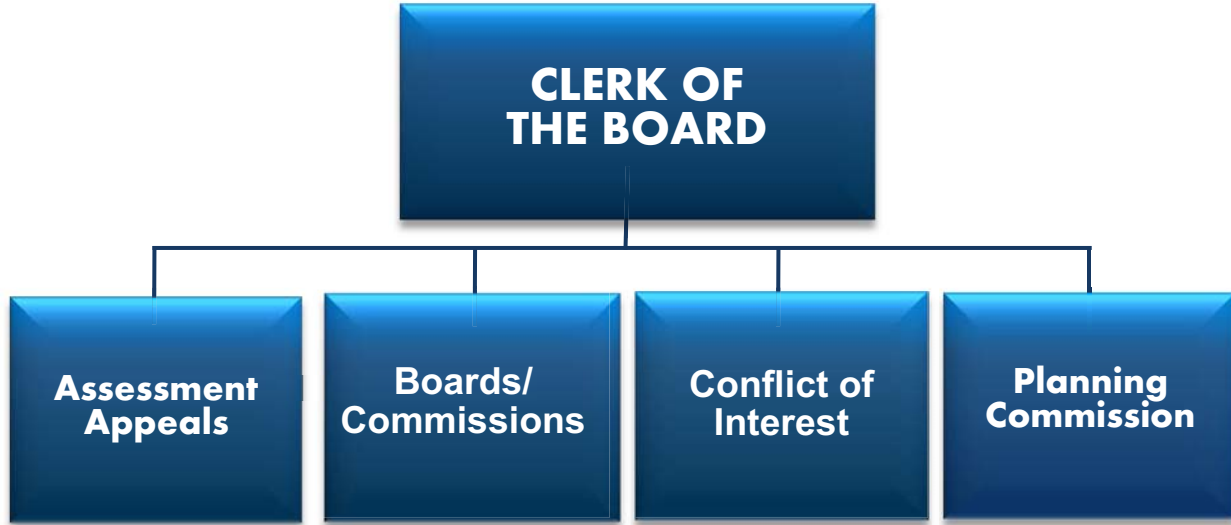 CLERK OF
THE BOARD
Assessment
Appeals
Boards/
Commissions
Conflict of
Interest
Planning
Commission